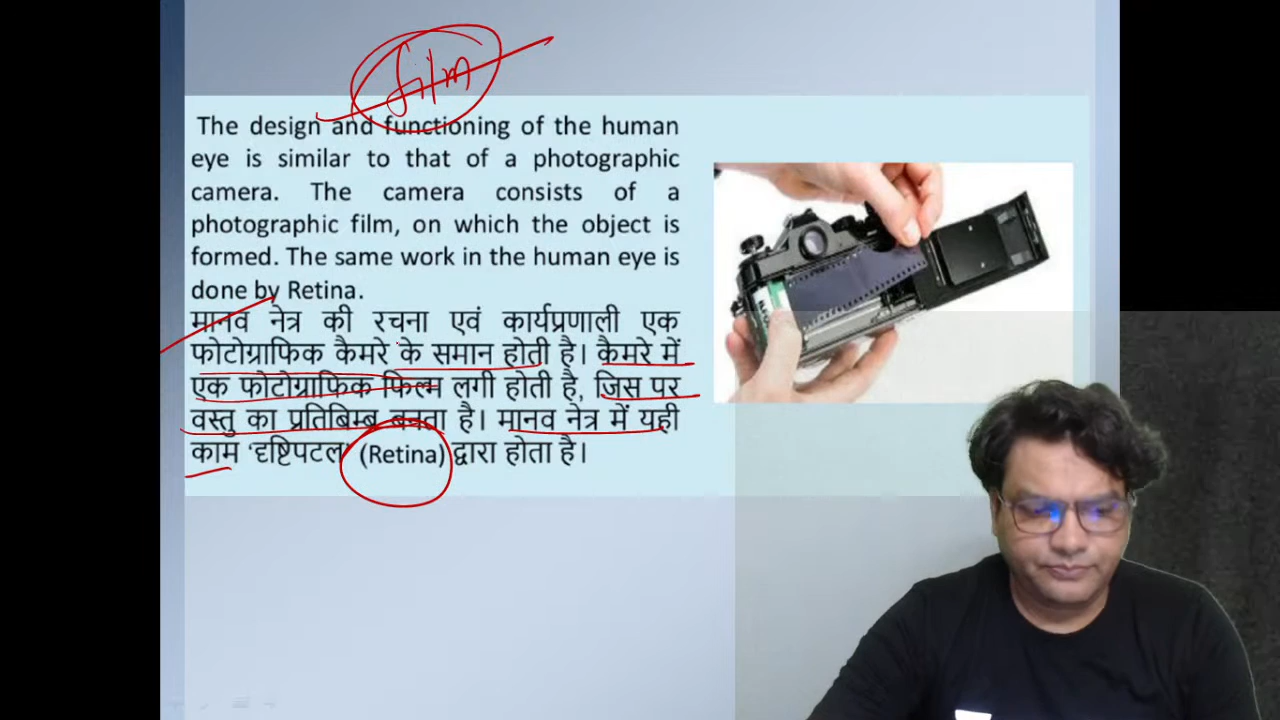 film
The design and functioning of the human
eye is similar to that of a photographic
camera. The camera consists of a
photographic film, on which the object is
formed. The same work in the human eye is
done by Retina.
मानव नेत्र की रचना एवं कार्यप्रणाली एक
फोटोग्राफिक कैमरे के समान होती है। कैमरे में
एक फोटोग्राफिक फिल्म लगी होती है, जिस पर
वस्तु का प्रतिबिम्ब बनता है। मानव नेत्र में यही
काम 'दृष्टिपटल' (Retina) द्वारा होता है।